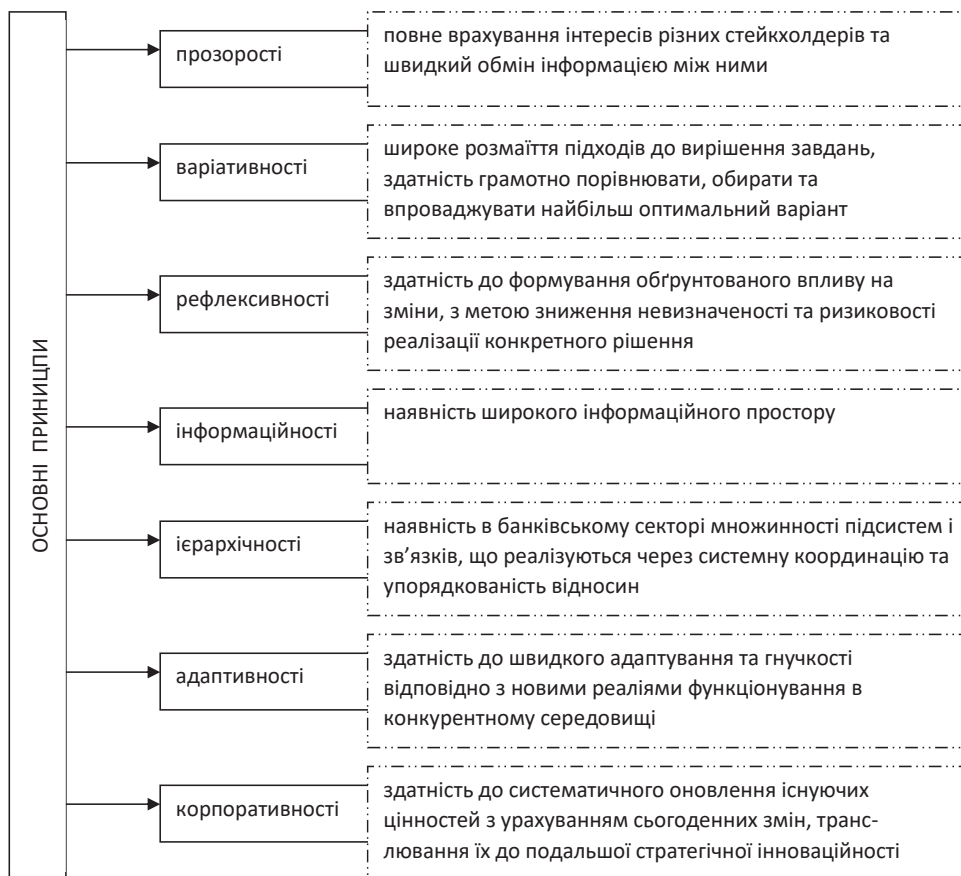 ОСНОВНІ ПРИНИЦПИ
прозорості
повне врахування інтересів різних стейкхолдерів та
швидкий обмін інформацією між ними
варіативності
широке розмаїття підходів до вирішення завдань,
здатність грамотно порівнювати, обирати та
впроваджувати найбільш оптимальний варіант
рефлексивності
здатність до формування обґрунтованого впливу на
зміни, з метою зниження невизначеності та ризиковості
реалізації конкретного рішення
інформаційності
наявність широкого інформаційного простору
ієрархічності
наявність в банківському секторі множинності підсистем і
зв’язків, що реалізуються через системну координацію та
упорядкованість відносин
адаптивності
здатність до швидкого адаптування та гнучкості
відповідно з новими реаліями функціонування в
конкурентному середовищі
корпоративності
здатність до систематичного оновлення існуючих
цінностей з урахуванням сьогоденних змін, транс-
лювання їх до подальшої стратегічної інноваційності